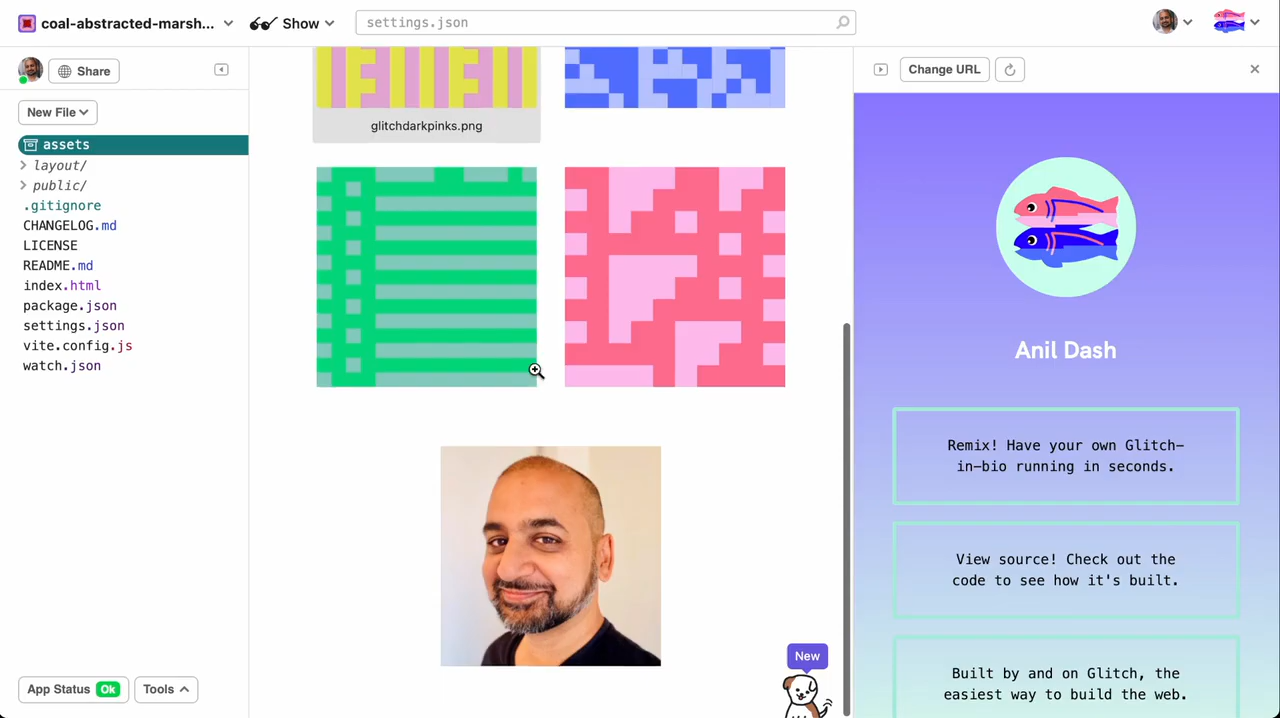 coal-abstracted-marsh...
Show
settings.json
Share
New File
assets
layout/
public/
.gitignore
CHANGELOG.md
LICENSE
README.md
index.html
package.json
settings.json
vite.config.js
watch.json
App Status Ok
Tools
glitchdarkpinks.png
New
Change URL
Anil Dash
Remix! Have your own Glitch-
in-bio running in seconds.
View source! Check out the
code to see how it's built.
Built by and on Glitch, the
easiest way to build the web.